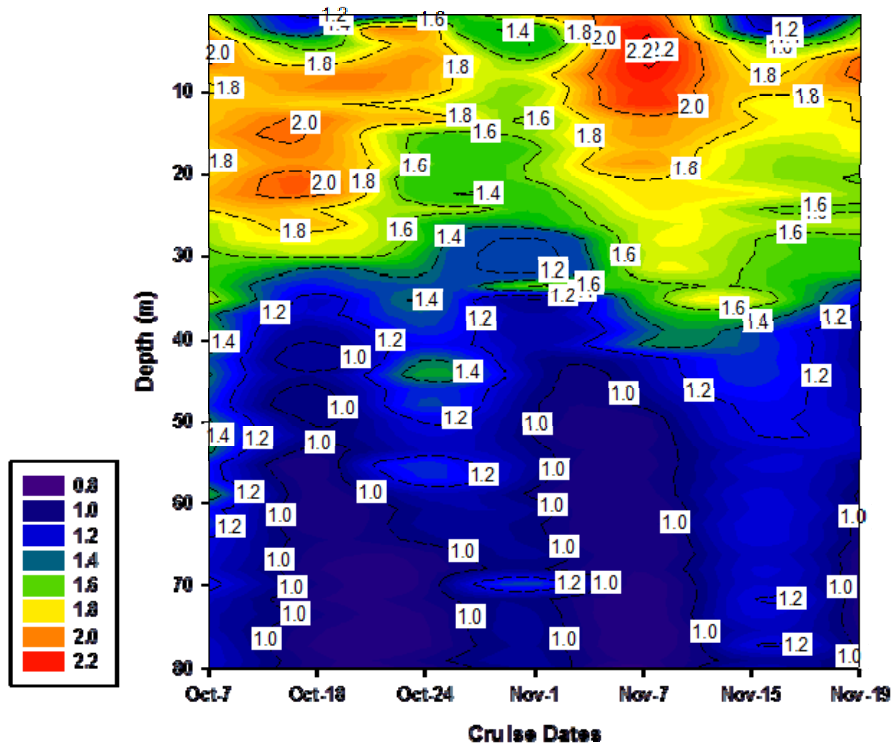 1.2 1.6
1.4 1.4 1.8 1.2
2.0 2.0 2.2 2.2 1.6
1.8 1.8 1.8
1.8 1.8
10 2.0
2.0 1.8 1.6 1.6
1.8 1.6 1.8
20 2.0 1.8 1.4 1.8
1.8 1.6 1.4 1.6
30 1.6 1.6
1.2 1.6
1.2 1.4 1.2 1.2 1.6 1.4 1.2
40 1.4 1.2
1.0 1.4 1.2
1.0 1.2 1.0 1.2
50 1.0
1.4 1.2 1.0
1.2 1.0
60 1.2 1.0 1.0
1.2 1.0 1.0 1.0
1.0 1.0 1.0
70 1.0 1.2 1.0 1.0
1.0 1.0 1.2
1.0 1.0 1.0 1.2
80 1.0
Depth (m)
Oct-7 Oct-18 Oct-24 Nov-1 Nov-7 Nov-15 Nov-19
Cruise Dates
0.8
1.0
1.2
1.4
1.6
1.8
2.0
2.2